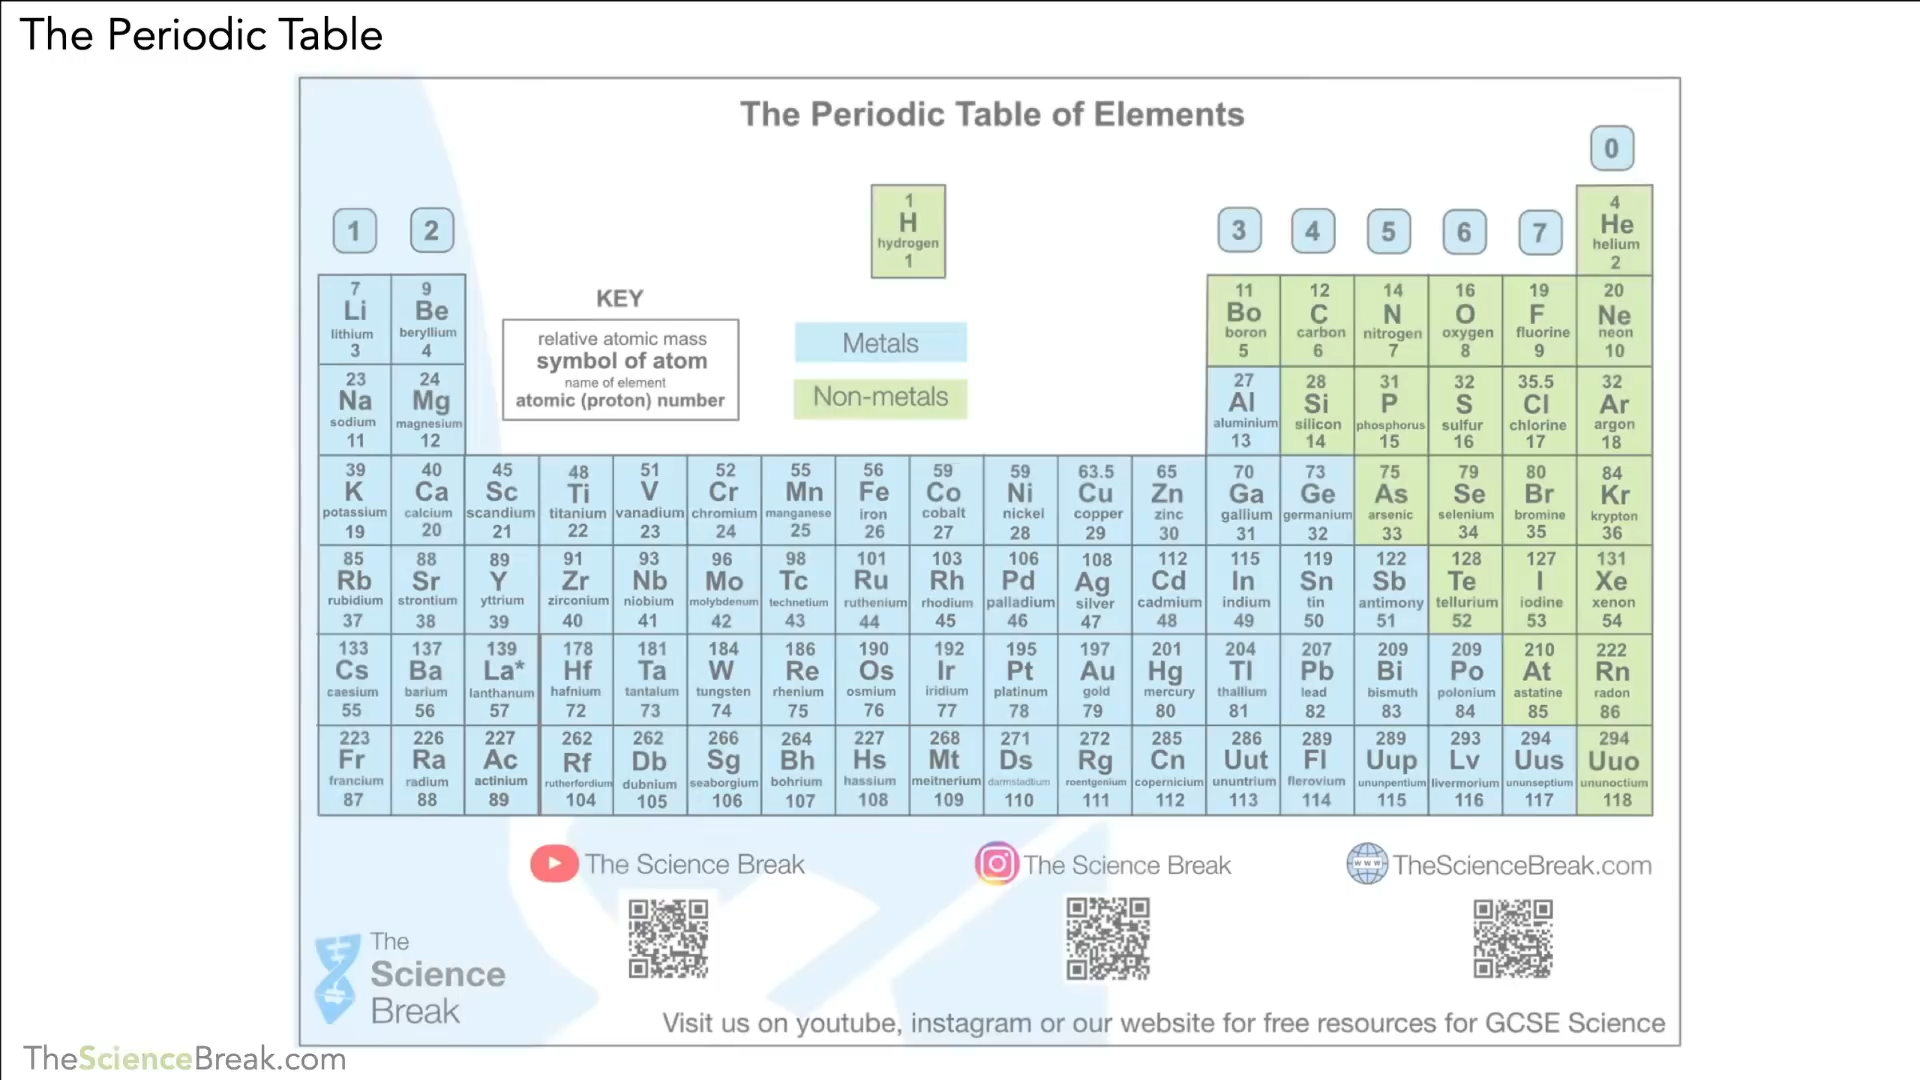 The Periodic Table
The Periodic Table of Elements
0
1 2 3 4 5 6 7
1
H
hydrogen
1
4
He
helium
2
KEY
relative atomic mass
symbol of atom
name of element
atomic (proton) number
Metals
Non-metals
7 9 11 12 14 16 19 20
Li Be Bo C N O F Ne
lithium beryllium boron carbon nitrogen oxygen fluorine neon
3 4 5 6 7 8 9 10
23 24 27 28 31 32 35.5 32
Na Mg Al Si P S Cl Ar
sodium magnesium aluminium silicon phosphorus sulfur chlorine argon
11 12 13 14 15 16 17 18
39 40 45 48 51 52 55 56 59 59 63.5 65 70 73 75 79 80 84
K Ca Sc Ti V Cr Mn Fe Co Ni Cu Zn Ga Ge As Se Br Kr
potassium calcium scandium titanium vanadium chromium manganese iron cobalt nickel copper zinc gallium germanium arsenic selenium bromine krypton
19 20 21 22 23 24 25 26 27 28 29 30 31 32 33 34 35 36
85 88 89 91 93 96 98 101 103 106 108 112 115 119 122 128 127 131
Rb Sr Y Zr Nb Mo Tc Ru Rh Pd Ag Cd In Sn Sb Te I Xe
rubidium strontium yttrium zirconium niobium molybdenum technetium ruthenium rhodium palladium silver cadmium indium tin antimony tellurium iodine xenon
37 38 39 40 41 42 43 44 45 46 47 48 49 50 51 52 53 54
133 137 139 178 181 184 186 190 192 195 197 201 204 207 209 209 210 222
Cs Ba La* Hf Ta W Re Os Ir Pt Au Hg Tl Pb Bi Po At Rn
caesium barium lanthanum hafnium tantalum tungsten rhenium osmium iridium platinum gold mercury thallium lead bismuth polonium astatine radon
55 56 57 72 73 74 75 76 77 78 79 80 81 82 83 84 85 86
223 226 227 262 262 266 264 227 268 271 272 285 286 289 289 293 294 294
Fr Ra Ac Rf Db Sg Bh Hs Mt Ds Rg Cn Uut Fl Uup Lv Uus Uuo
francium radium actinium rutherfordium dubnium seaborgium bohrium hassium meitnerium darmstadtium roentgenium copernicium ununtrium flerovium ununpentium livermorium ununseptium ununoctium
87 88 89 104 105 106 107 108 109 110 111 112 113 114 115 116 117 118
The Science Break The Science Break TheScienceBreak.com
The
Science
Break
Visit us on youtube, instagram or our website for free resources for GCSE Science
TheScienceBreak.com